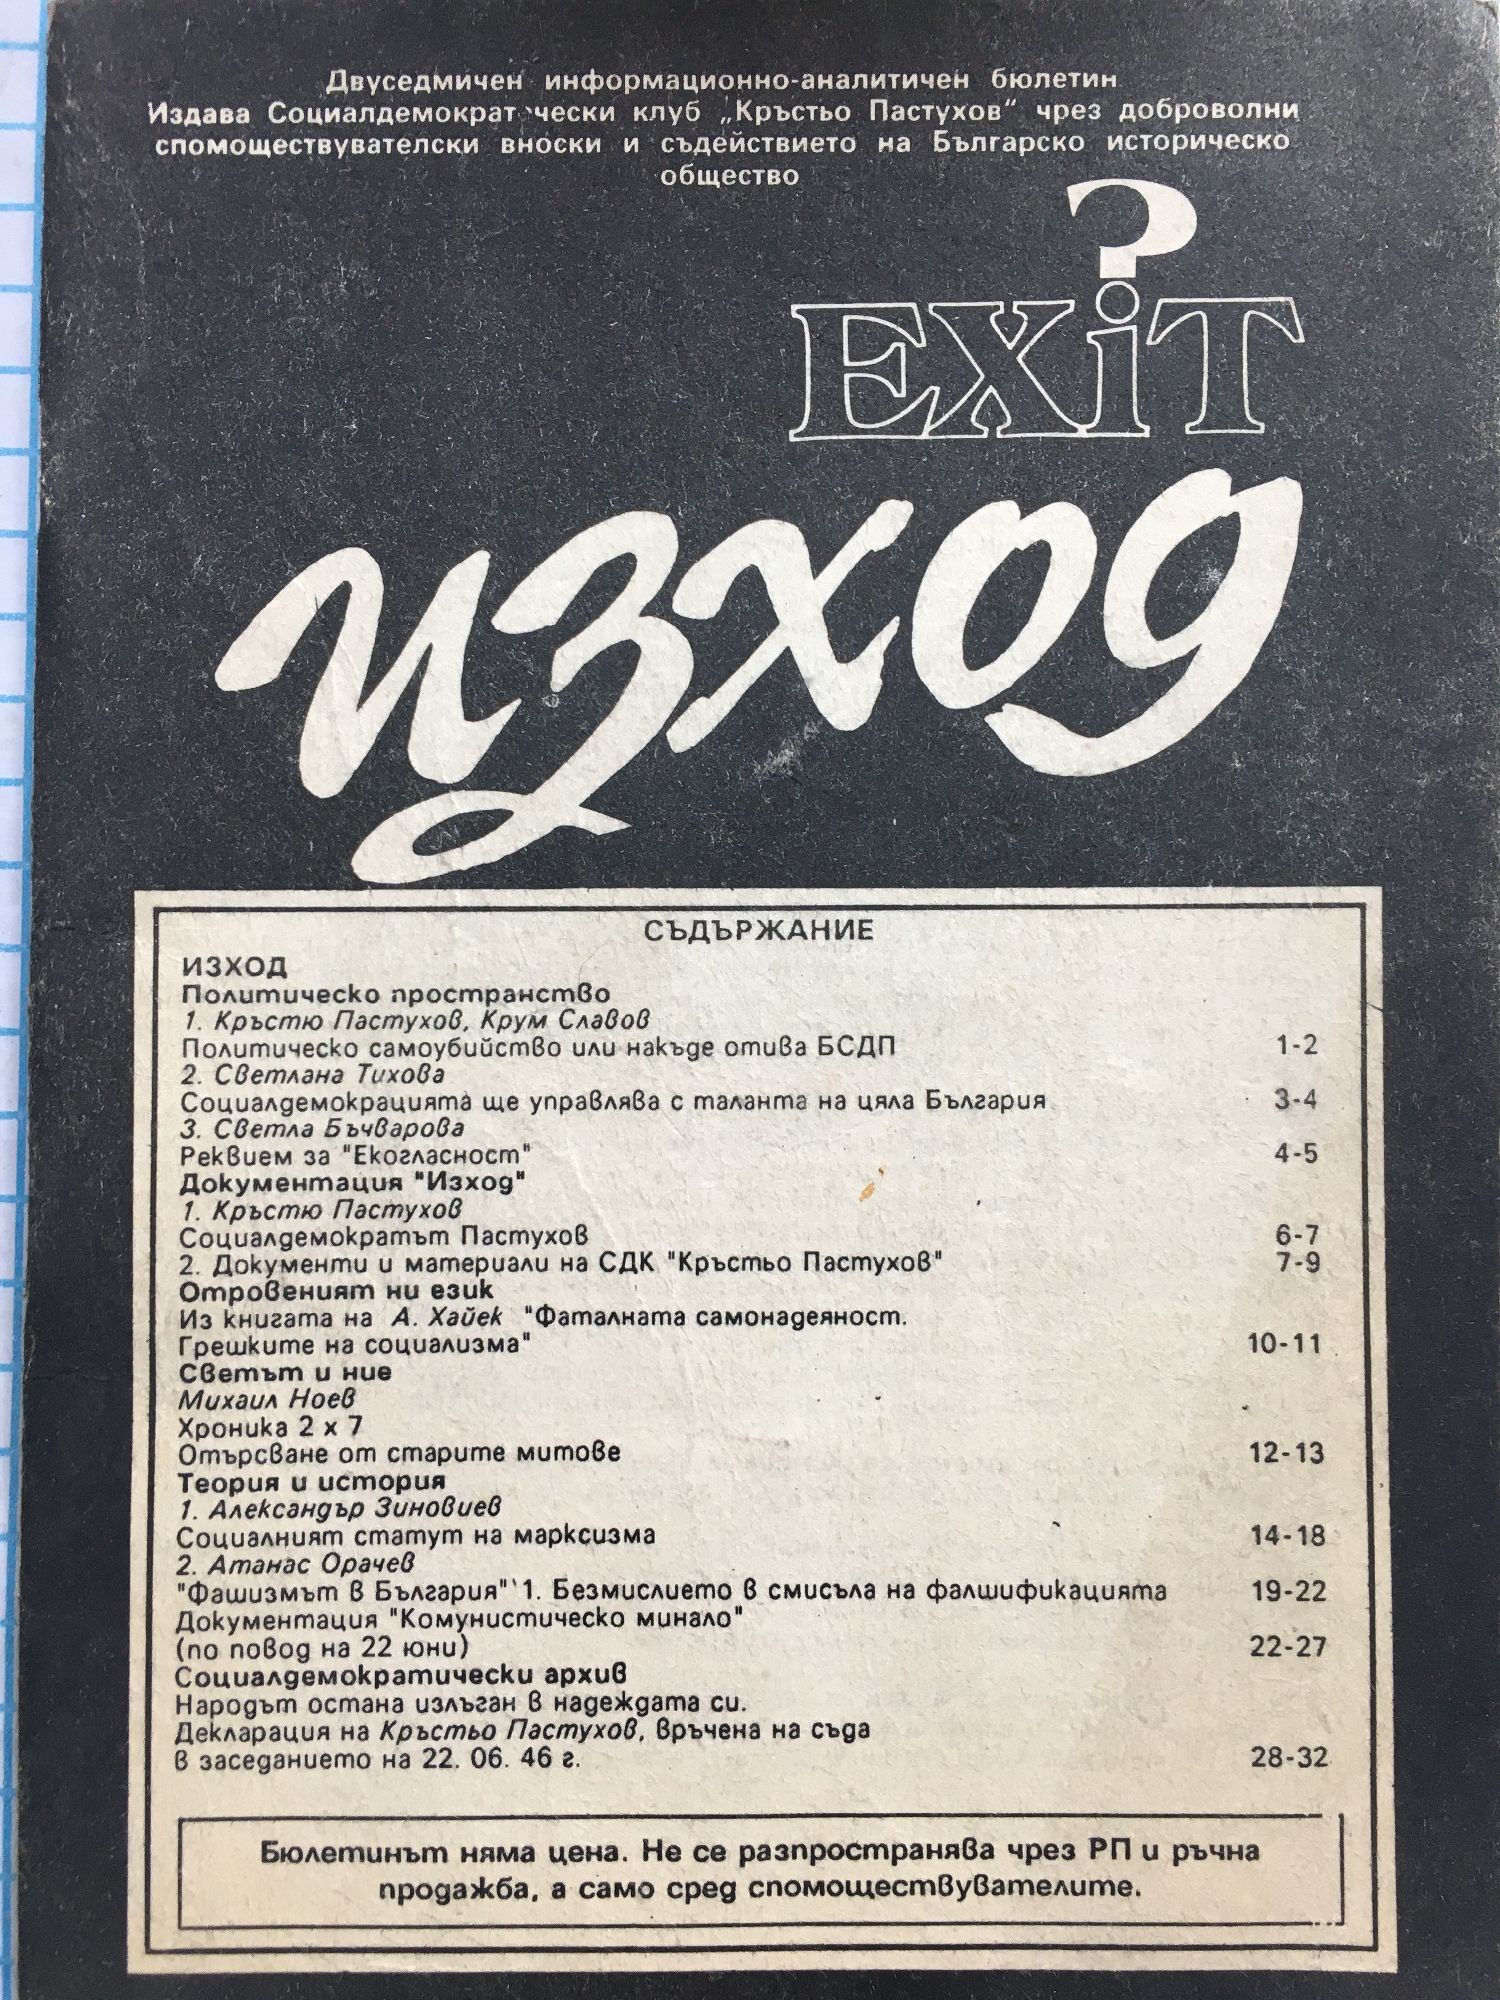 Двуседмичен информационно-аналитичен бюлетин
Издава Социалдемократ чески клуб „Кръстьо Пастухов“ чрез доброволни
спомоществувателски вноски и съдействието на Българско историческо
общество
?
EXiT
изход
СЪДЪРЖАНИЕ
ИЗХОД
Политическо пространство
1. Кръстю Пастухов, Крум Славов
Политическо самоубийство или накъде отива БСДП 1-2
2. Светлана Тихова
Социалдемокрацията ще управлява с таланта на цяла България 3-4
3. Светла Бъчварова
Реквием за "Екогласност" 4-5
Документация "Изход"
1. Кръстю Пастухов
Социалдемократът Пастухов 6-7
2. Документи и материали на СДК "Кръстьо Пастухов" 7-9
Отровеният ни език
Из книгата на А. Хайек "Фаталната самонадеяност.
Грешките на социализма" 10-11
Светът и ние
Михаил Ноев
Хроника 2 х 7
Отърсване от старите митове 12-13
Теория и история
1. Александър Зиновиев
Социалният статут на марксизма 14-18
2. Атанас Орачев
"Фашизмът в България" 1. Безмислието в смисъла на фалшификацията 19-22
Документация "Комунистическо минало"
(по повод на 22 юни) 22-27
Социалдемократически архив
Народът остана излъган в надеждата си.
Декларация на Кръстьо Пастухов, връчена на съда
в заседанието на 22. 06. 46 г. 28-32
Бюлетинът няма цена. Не се разпространява чрез РП и ръчна
продажба, а само сред спомоществувателите.